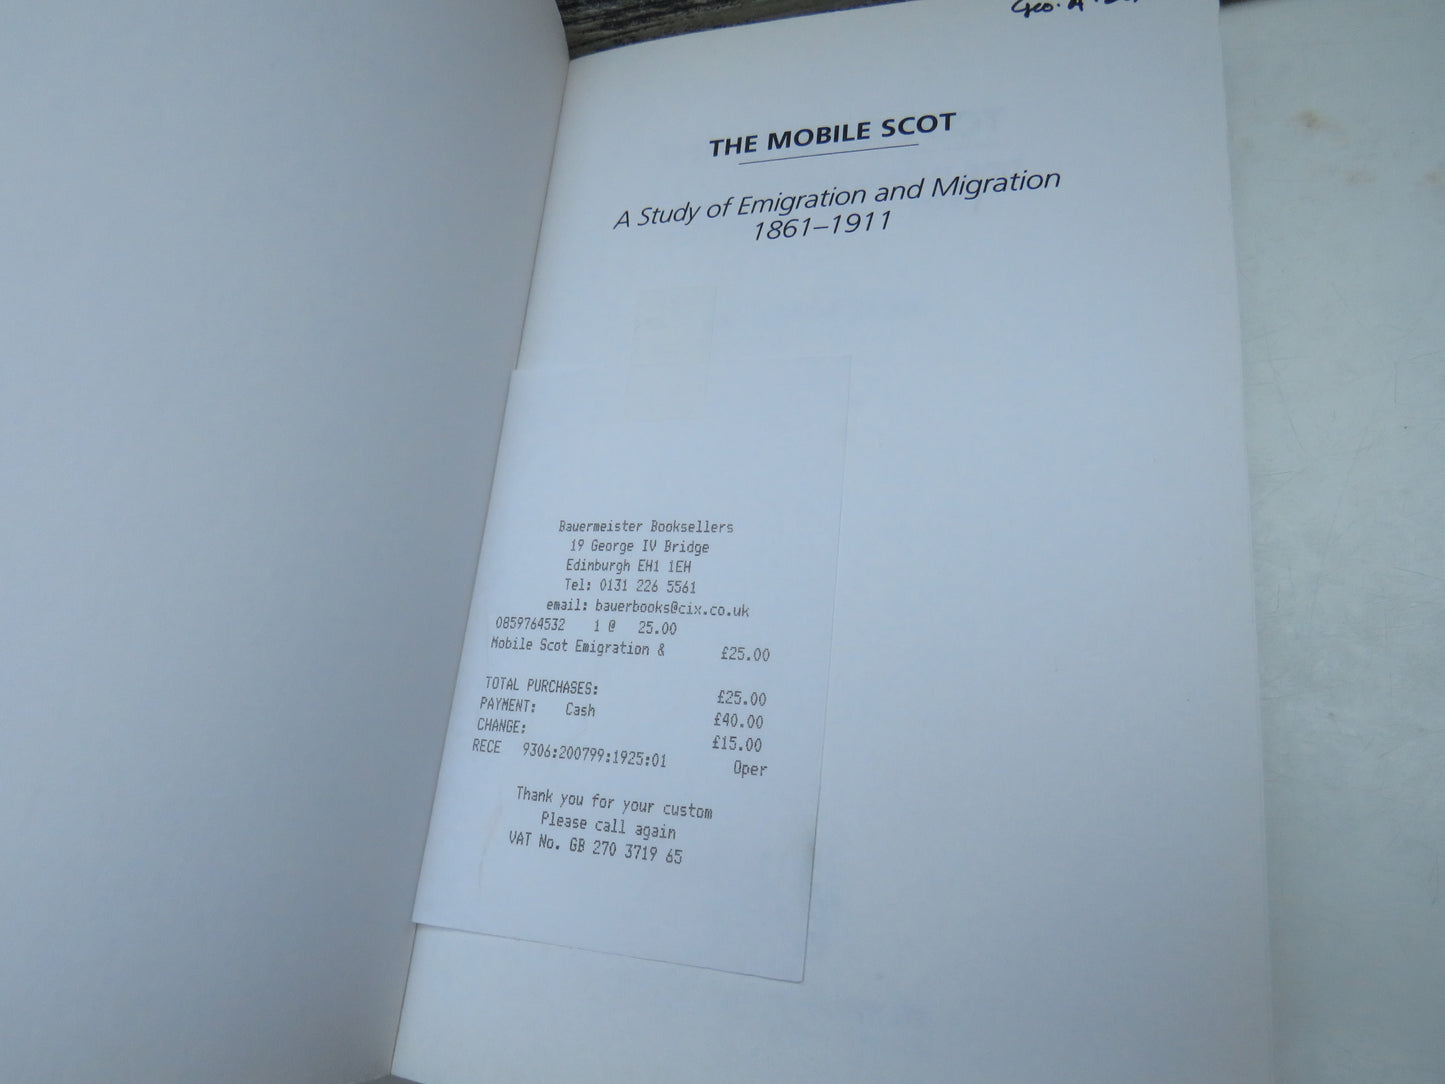 Geo. A.
THE MOBILE SCOT
A Study of Emigration and Migration
1861–1911
Bauermeister Booksellers
19 George IV Bridge
Edinburgh EH1 1EH
Tel: 0131 226 5561
email: bauerbooks@cix.co.uk
0859764532 1 @ 25.00
Mobile Scot Emigration & £25.00
TOTAL PURCHASES: £25.00
PAYMENT: Cash £40.00
CHANGE: £15.00
RECE 9306:200799:1925:01 Oper
Thank you for your custom
Please call again
VAT No. GB 270 3719 65